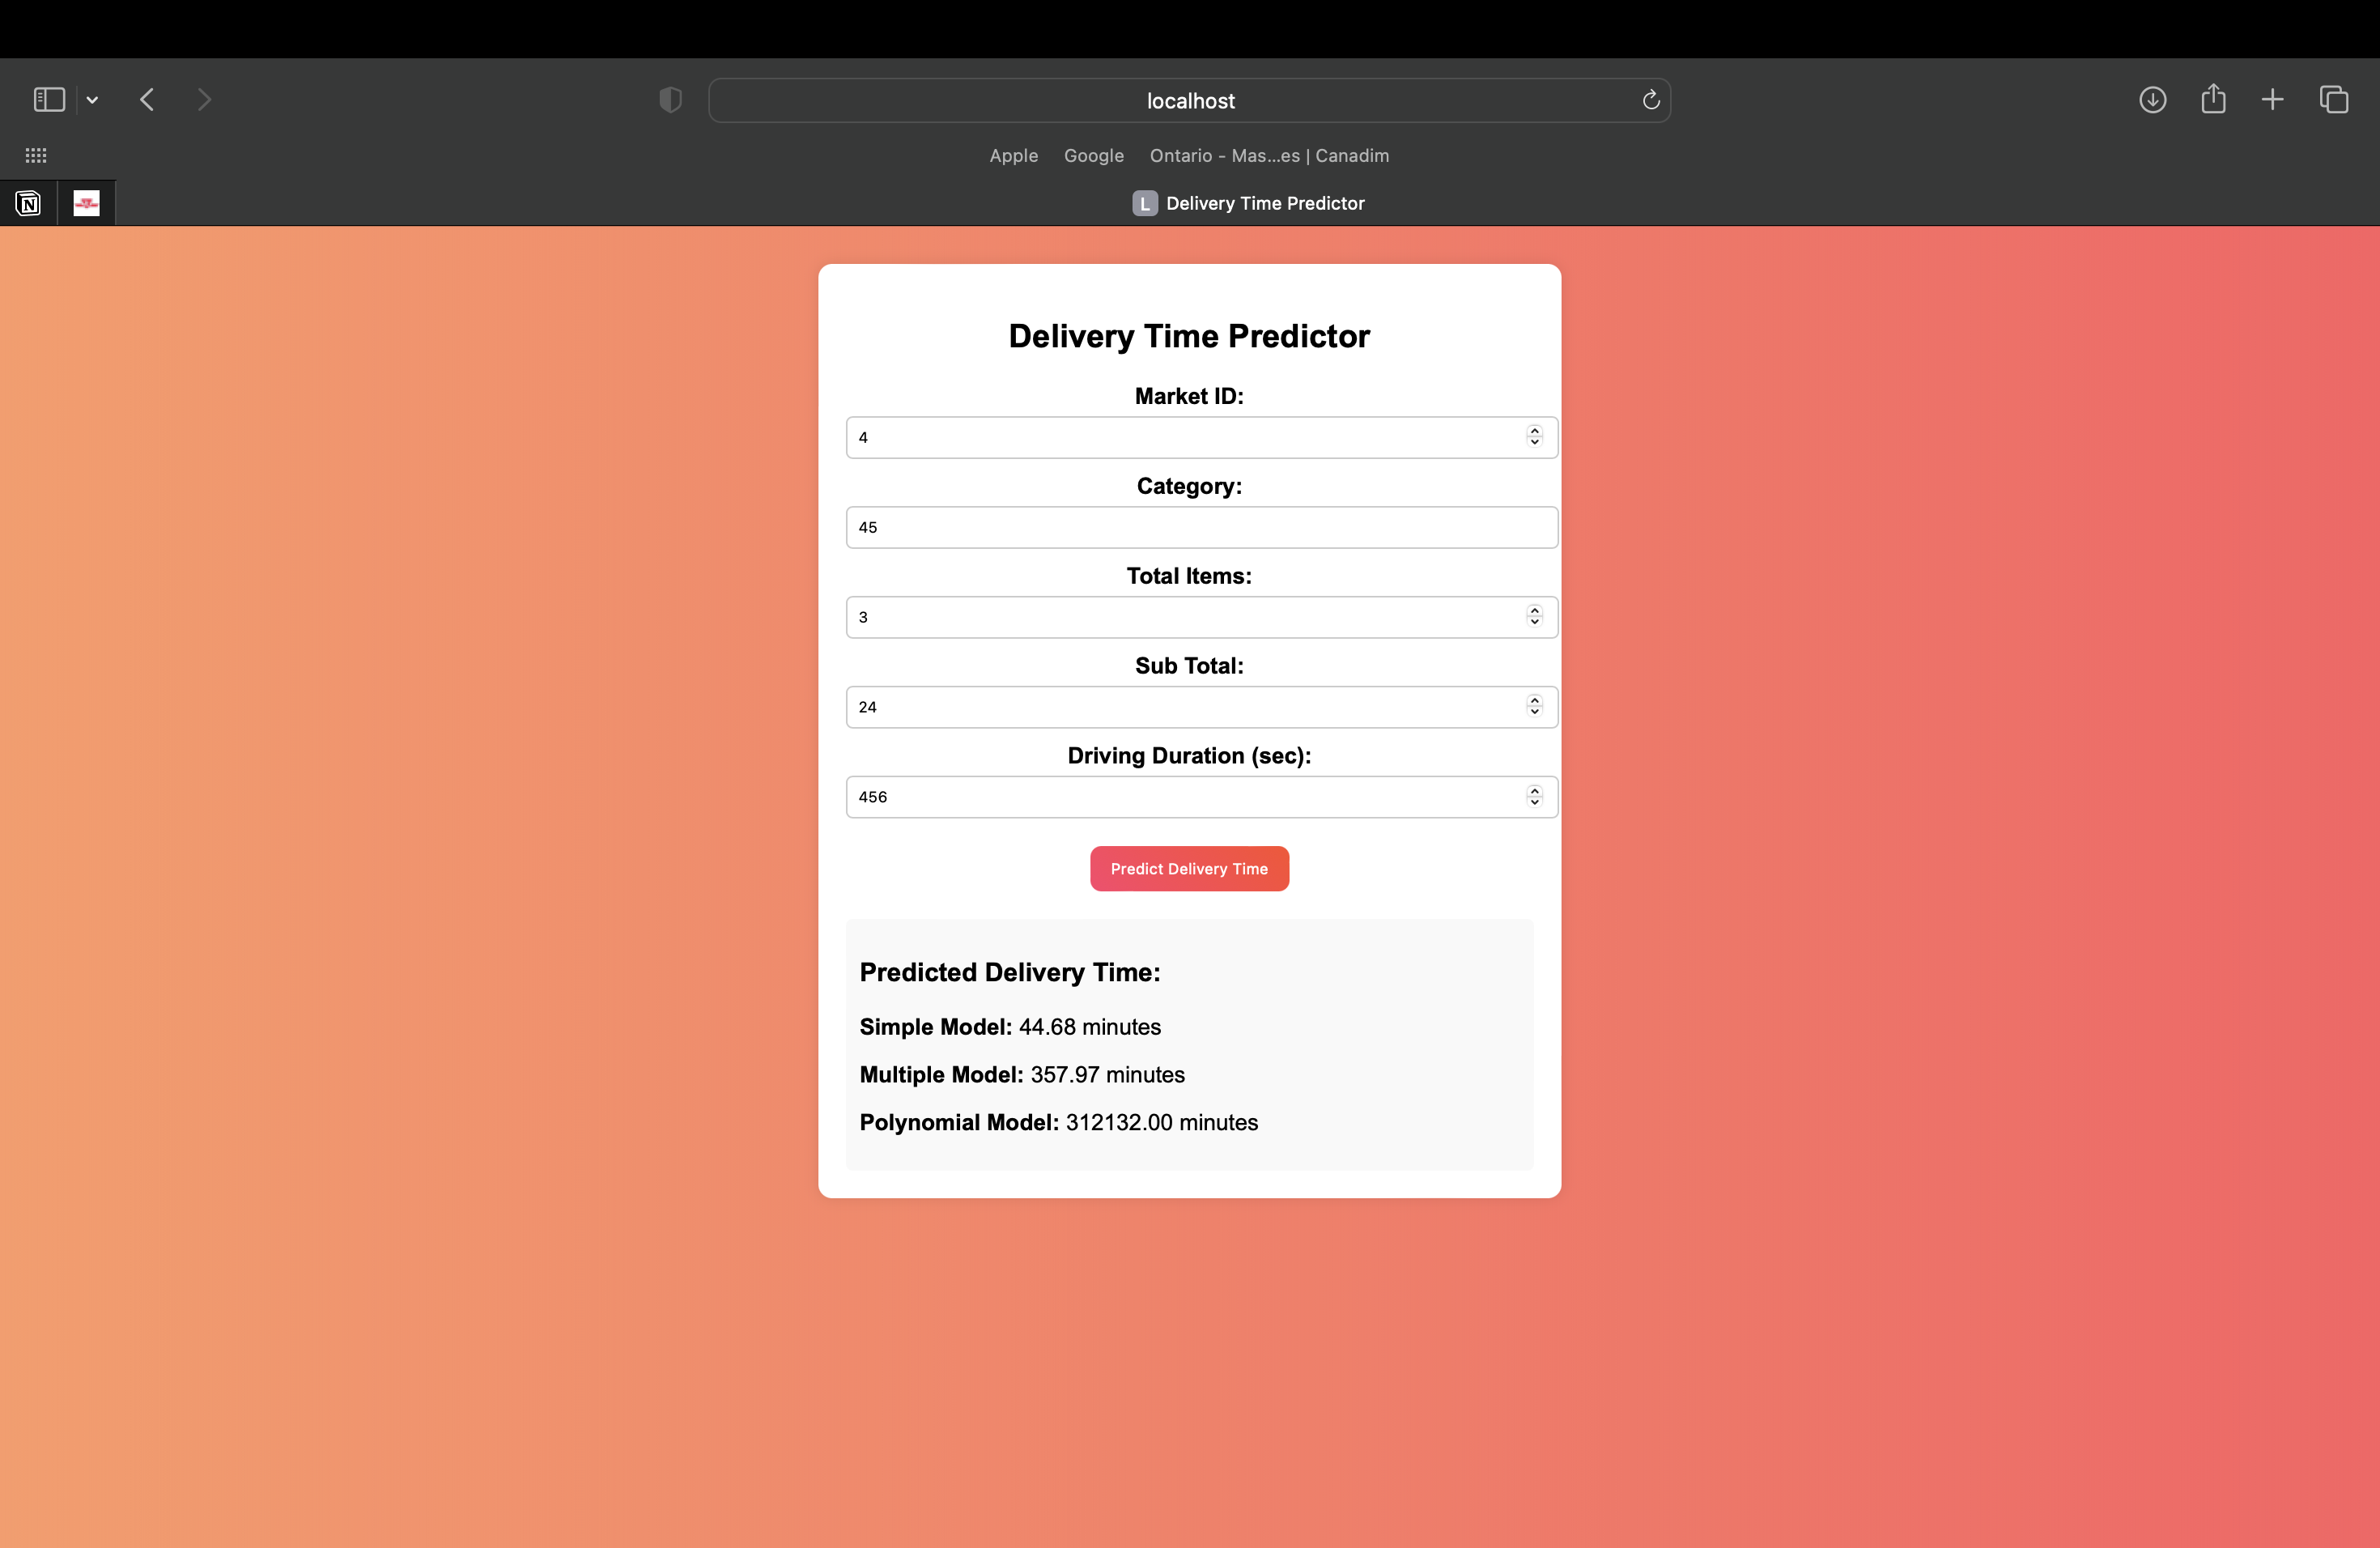 localhost
Apple Google Ontario - Mas...es | Canadim
N
L Delivery Time Predictor
Delivery Time Predictor
Market ID:
4
Category:
45
Total Items:
3
Sub Total:
24
Driving Duration (sec):
456
Predict Delivery Time
Predicted Delivery Time:
Simple Model: 44.68 minutes
Multiple Model: 357.97 minutes
Polynomial Model: 312132.00 minutes